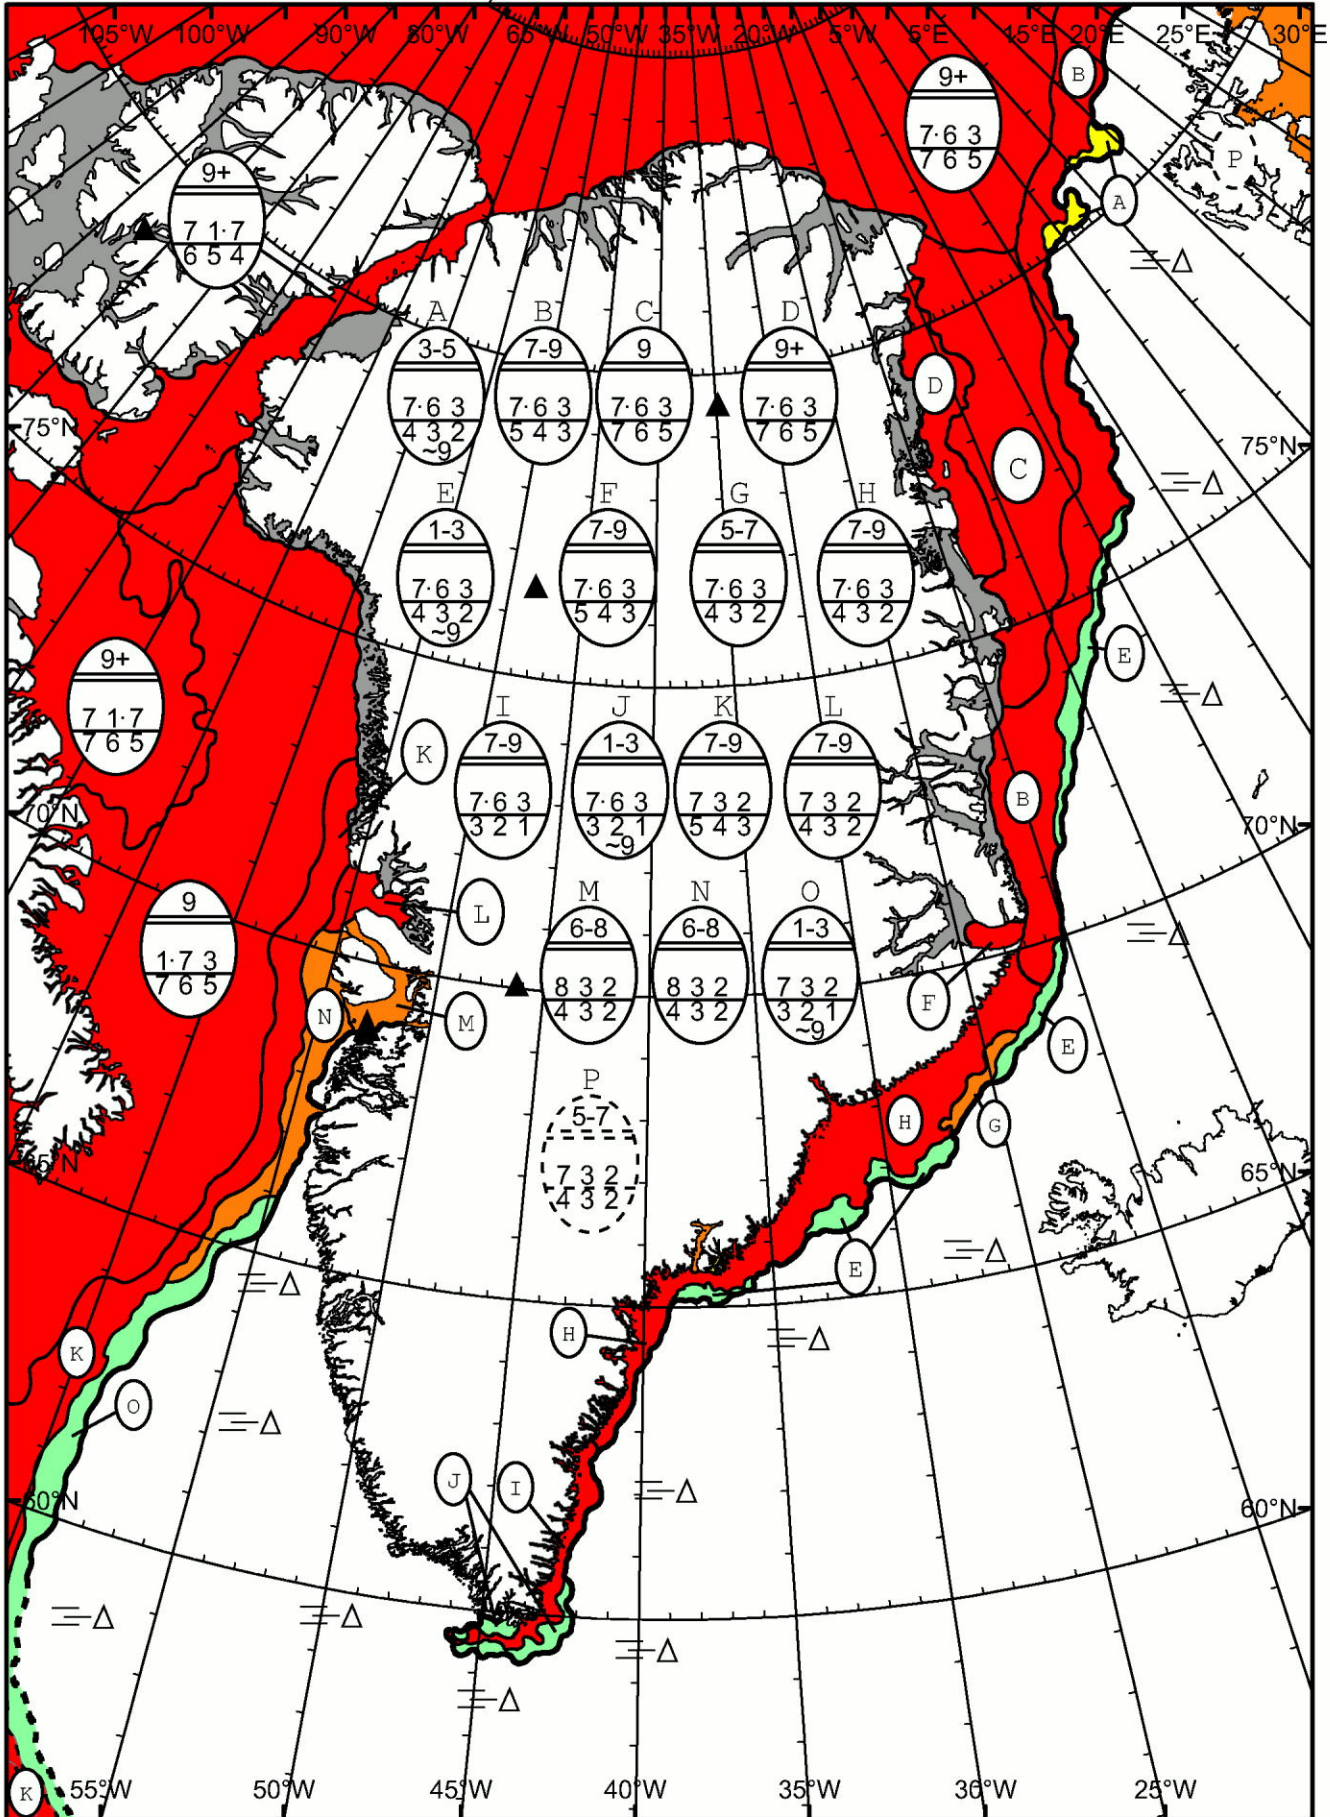 105°W 100°W 90°W 80°W 65°W 50°W 35°W 20°W 5°W 5°E 15°E 20°E 25°E 30°E
B
9+
7·6 3
7 6 5
P
A
9+
7 1·7
6 5 4
A B C D
3-5 7-9 9 9+
7·6 3 7·6 3 7·6 3 7·6 3
4 3 2 5 4 3 7 6 5 7 6 5
~9
D
75°N 75°N
C
E F G H
1-3 7-9 5-7 7-9
7·6 3 7·6 3 7·6 3 7·6 3
4 3 2 5 4 3 4 3 2 4 3 2
~9
E
9+
7 1·7
7 6 5
I J K L
K
7-9 1-3 7-9 7-9
7·6 3 7·6 3 7 3 2 7 3 2
3 2 1 3 2 1 5 4 3 4 3 2
~9
B
70°N 70°N
9
1·7 3
7 6 5
L
M N O
6-8 6-8 1-3
8 3 2 8 3 2 7 3 2
4 3 2 4 3 2 3 2 1
~9
F
N M
E
P
5-7
7 3 2
4 3 2
H G
65°N 65°N
E
H
K
O
J I
60°N 60°N
K
55°W 50°W 45°W 40°W 35°W 30°W 25°W